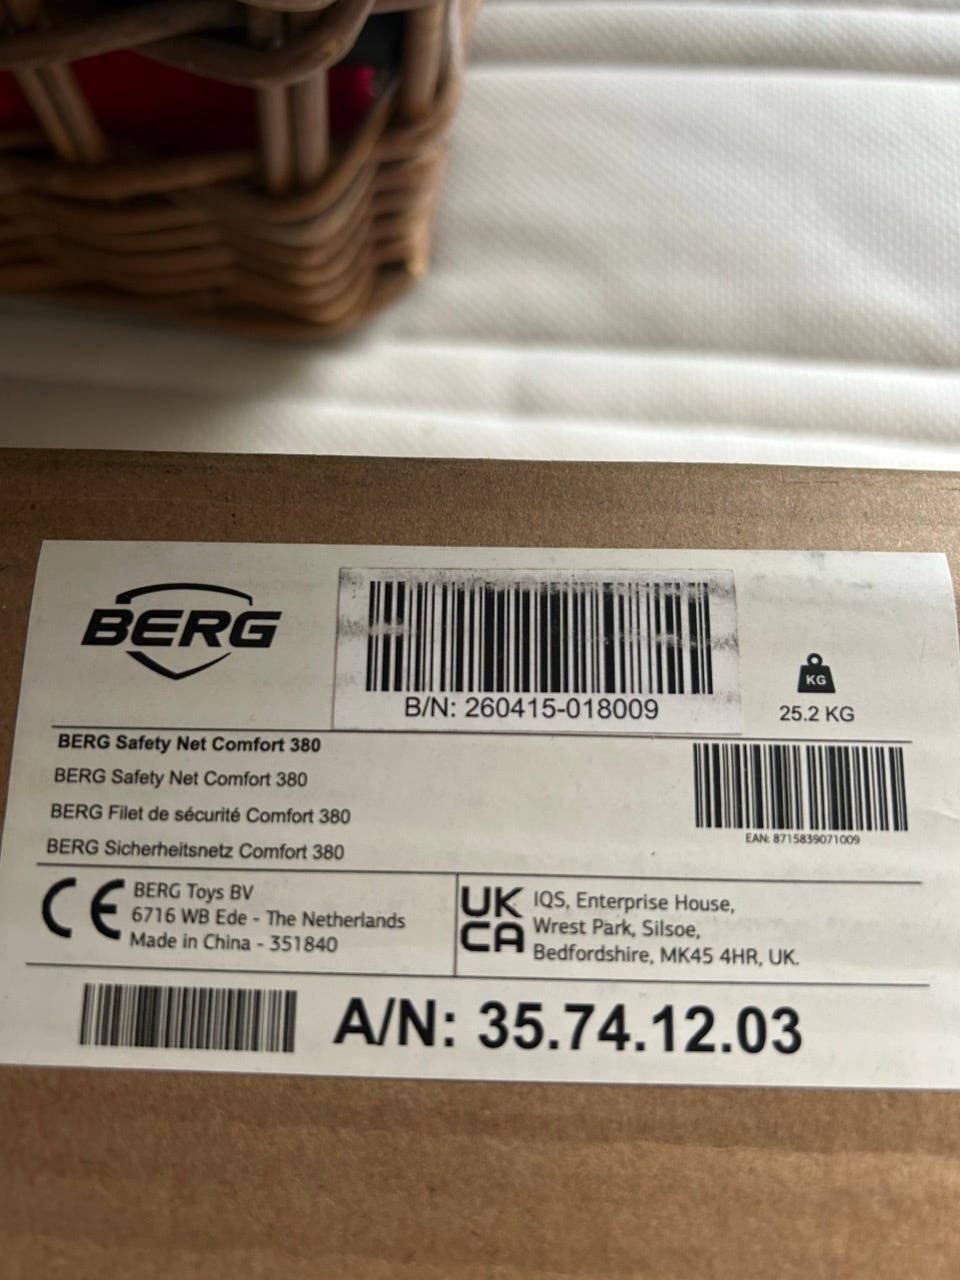 BERG
B/N: 260415-018009
KG
25.2 KG
BERG Safety Net Comfort 380
BERG Safety Net Comfort 380
BERG Filet de sécurité Comfort 380
BERG Sicherheitsnetz Comfort 380
EAN: 8715839071009
CE
BERG Toys BV
6716 WB Ede - The Netherlands
Made in China - 351840
UK
CA
IQS, Enterprise House,
Wrest Park, Silsoe,
Bedfordshire, MK45 4HR, UK.
A/N: 35.74.12.03